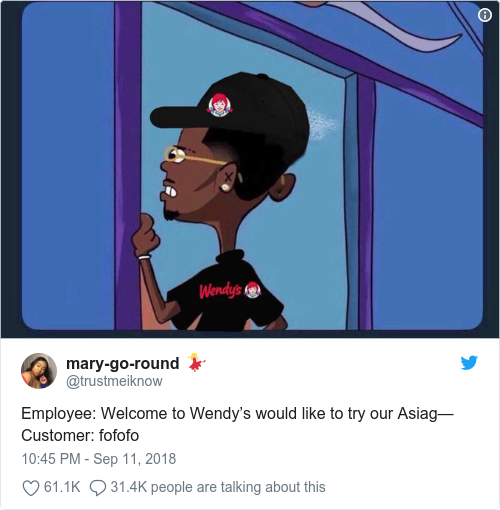 Wendy's
mary-go-round
@trustmeiknow
Employee: Welcome to Wendy’s would like to try our Asiag—
Customer: fofofo
10:45 PM - Sep 11, 2018
61.1K 31.4K people are talking about this